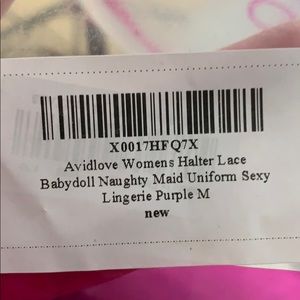 X0017HFQ7X
Avidlove Womens Halter Lace
Babydoll Naughty Maid Uniform Sexy
Lingerie Purple M
new